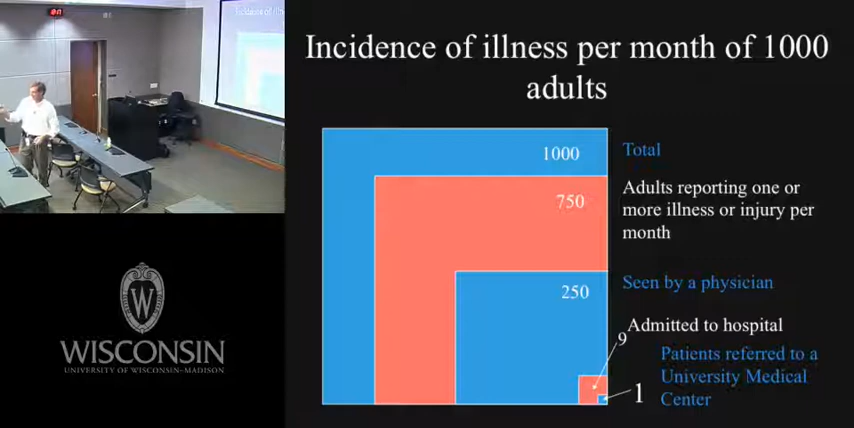 Incidence of illness per month of 1000
adults
1000
Total
750
Adults reporting one or
more illness or injury per
month
250
Seen by a physician
Admitted to hospital
9
Patients referred to a
University Medical
Center
1
W
WISCONSIN
UNIVERSITY OF WISCONSIN–MADISON